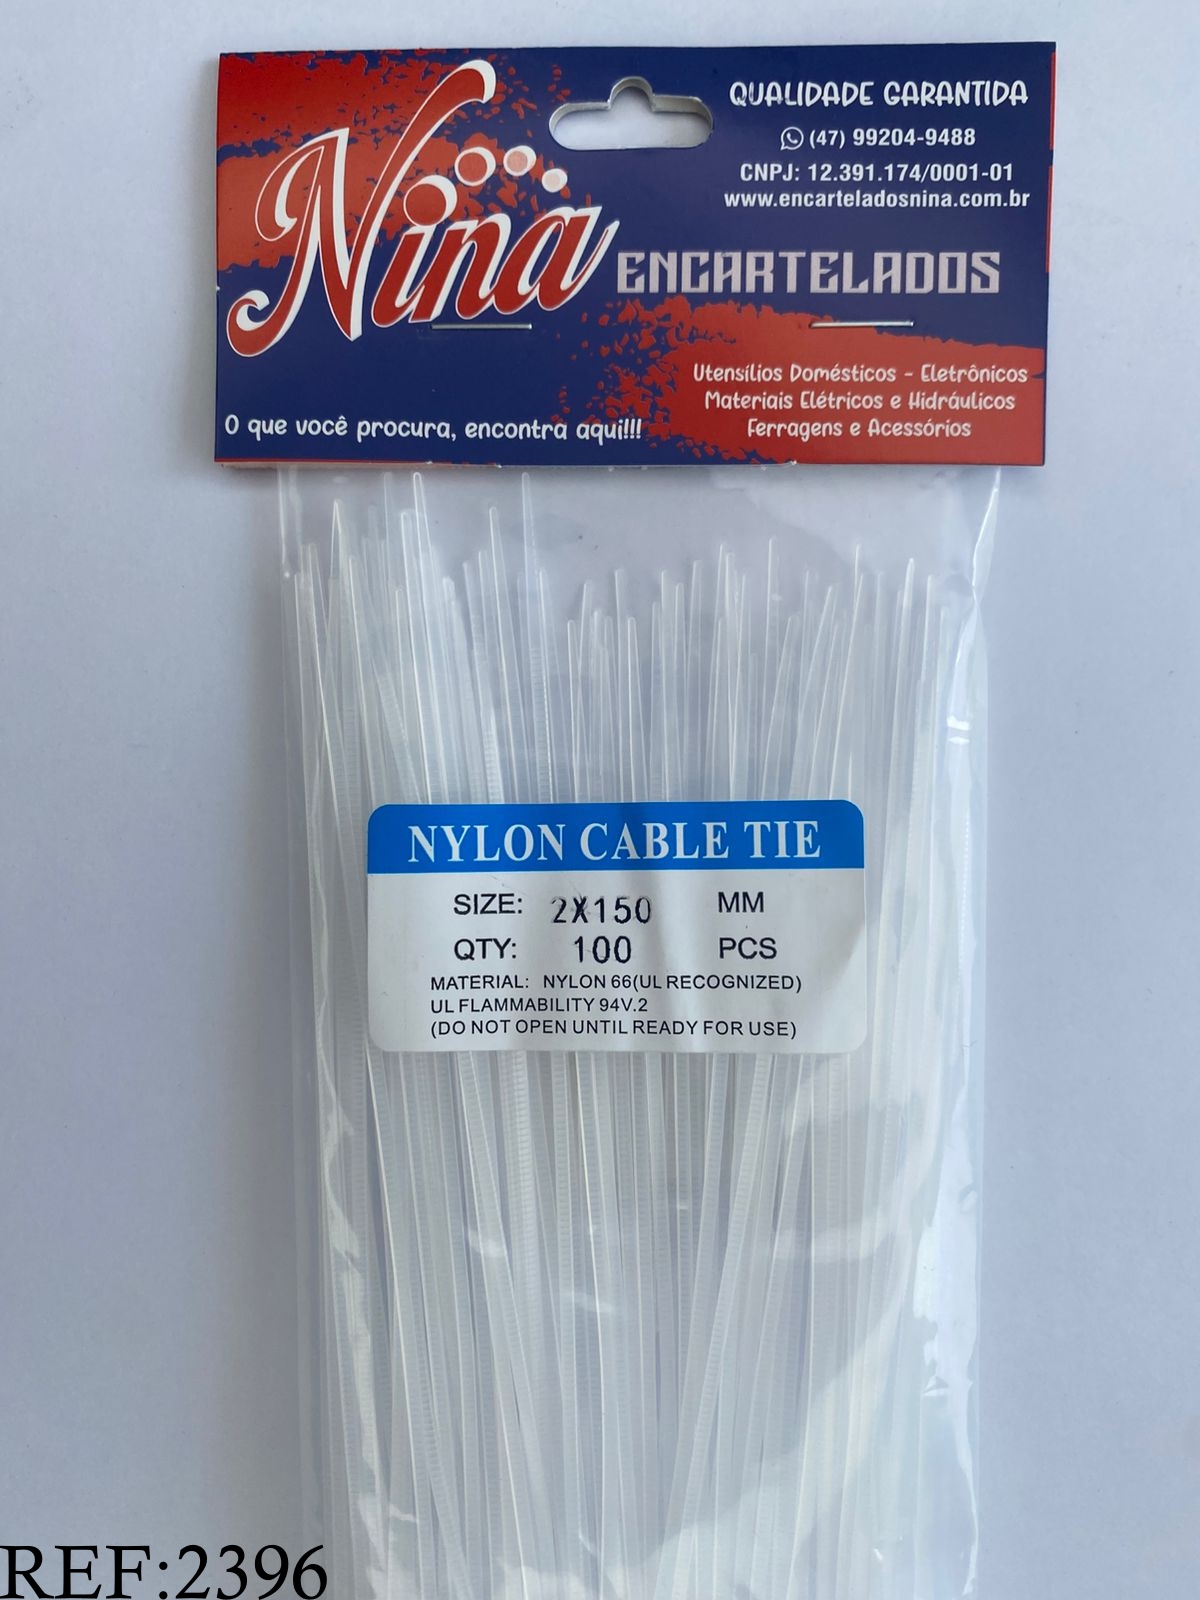 Nina
ENCARTELADOS
QUALIDADE GARANTIDA
(47) 99204-9488
CNPJ: 12.391.174/0001-01
www.encarteladosnina.com.br
Utensílios Domésticos - Eletrônicos
Materiais Elétricos e Hidráulicos
Ferragens e Acessórios
O que você procura, encontra aqui!!!
NYLON CABLE TIE
SIZE: 2X150 MM
QTY: 100 PCS
MATERIAL: NYLON 66(UL RECOGNIZED)
UL FLAMMABILITY 94V.2
(DO NOT OPEN UNTIL READY FOR USE)
REF:2396